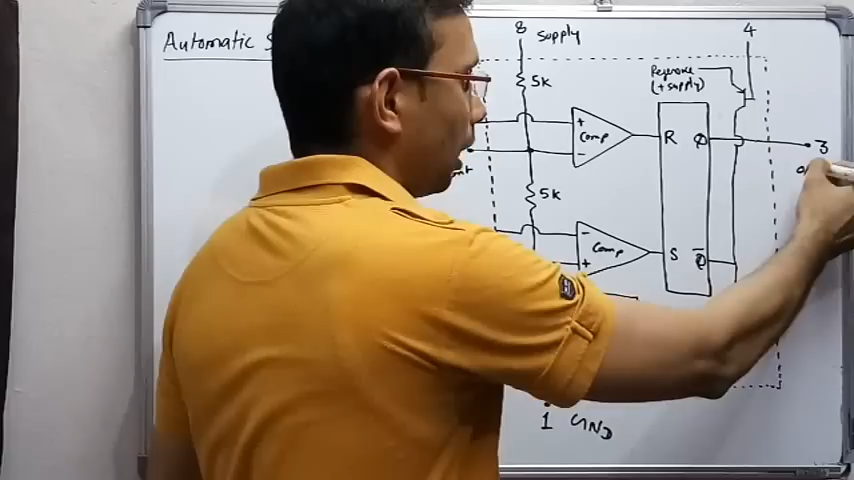 Automatic S
8 Supply
4
5k
Reference
(+ supply)
+
Comp
-
R Q
3
5k
Comp
+
S Q̅
1 GND